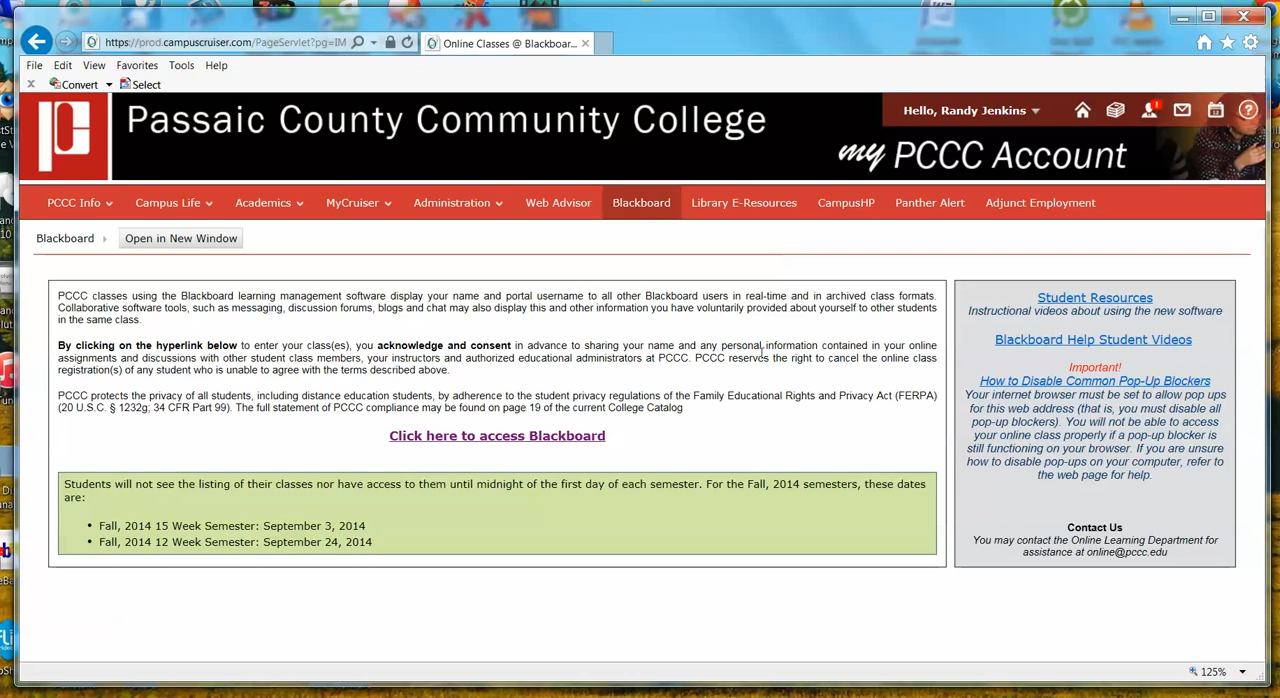 https://prod.campuscruiser.com/PageServlet?pg=IM
Online Classes @ Blackboar...
File Edit View Favorites Tools Help
x Convert Select
Passaic County Community College
Hello, Randy Jenkins
my PCCC Account
PCCC Info Campus Life Academics MyCruiser Administration Web Advisor Blackboard Library E-Resources CampusHP Panther Alert Adjunct Employment
Blackboard Open in New Window
PCCC classes using the Blackboard learning management software display your name and portal username to all other Blackboard users in real-time and in archived class formats.
Collaborative software tools, such as messaging, discussion forums, blogs and chat may also display this and other information you have voluntarily provided about yourself to other students
in the same class.
By clicking on the hyperlink below to enter your class(es), you acknowledge and consent in advance to sharing your name and any personal information contained in your online
assignments and discussions with other student class members, your instructors and authorized educational administrators at PCCC. PCCC reserves the right to cancel the online class
registration(s) of any student who is unable to agree with the terms described above.
PCCC protects the privacy of all students, including distance education students, by adherence to the student privacy regulations of the Family Educational Rights and Privacy Act (FERPA)
(20 U.S.C. § 1232g; 34 CFR Part 99). The full statement of PCCC compliance may be found on page 19 of the current College Catalog
Click here to access Blackboard
Students will not see the listing of their classes nor have access to them until midnight of the first day of each semester. For the Fall, 2014 semesters, these dates
are:
• Fall, 2014 15 Week Semester: September 3, 2014
• Fall, 2014 12 Week Semester: September 24, 2014
Student Resources
Instructional videos about using the new software
Blackboard Help Student Videos
Important!
How to Disable Common Pop-Up Blockers
Your internet browser must be set to allow pop ups
for this web address (that is, you must disable all
pop-up blockers). You will not be able to access
your online class properly if a pop-up blocker is
still functioning on your browser. If you are unsure
how to disable pop-ups on your computer, refer to
the web page for help.
Contact Us
You may contact the Online Learning Department for
assistance at online@pccc.edu
125%